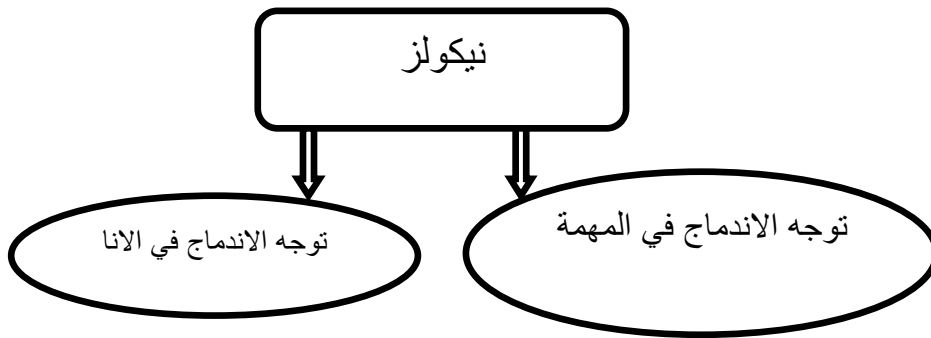 نيكولز
توجه الاندماج في المهمة
توجه الاندماج في الانا